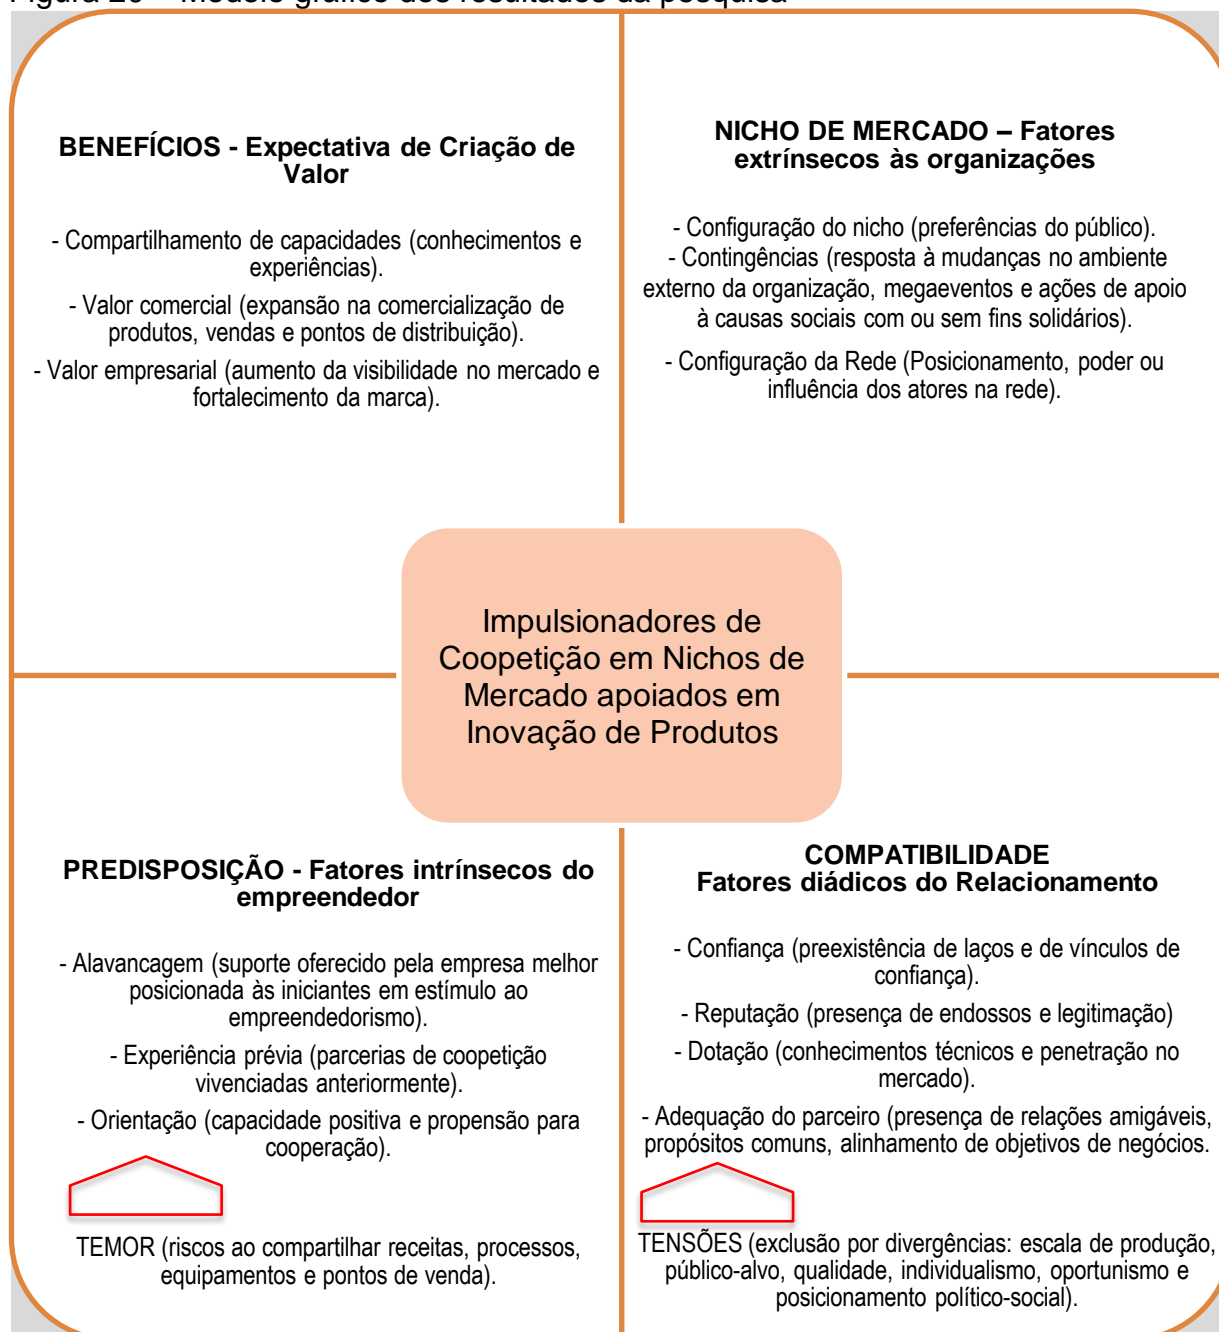 Figura 20 – Modelo gráfico dos resultados da pesquisa
BENEFÍCIOS - Expectativa de Criação de
Valor
- Compartilhamento de capacidades (conhecimentos e
experiências).
- Valor comercial (expansão na comercialização de
produtos, vendas e pontos de distribuição).
- Valor empresarial (aumento da visibilidade no mercado e
fortalecimento da marca).
NICHO DE MERCADO – Fatores
extrínsecos às organizações
- Configuração do nicho (preferências do público).
- Contingências (resposta à mudanças no ambiente
externo da organização, megaeventos e ações de apoio
à causas sociais com ou sem fins solidários).
- Configuração da Rede (Posicionamento, poder ou
influência dos atores na rede).
Impulsionadores de
Coopetição em Nichos de
Mercado apoiados em
Inovação de Produtos
PREDISPOSIÇÃO - Fatores intrínsecos do
empreendedor
- Alavancagem (suporte oferecido pela empresa melhor
posicionada às iniciantes em estímulo ao
empreendedorismo).
- Experiência prévia (parcerias de coopetição
vivenciadas anteriormente).
- Orientação (capacidade positiva e propensão para
cooperação).
TEMOR (riscos ao compartilhar receitas, processos,
equipamentos e pontos de venda).
COMPATIBILIDADE
Fatores diádicos do Relacionamento
- Confiança (preexistência de laços e de vínculos de
confiança).
- Reputação (presença de endossos e legitimação)
- Dotação (conhecimentos técnicos e penetração no
mercado).
- Adequação do parceiro (presença de relações amigáveis,
propósitos comuns, alinhamento de objetivos de negócios.
TENSÕES (exclusão por divergências: escala de produção,
público-alvo, qualidade, individualismo, oportunismo e
posicionamento político-social).